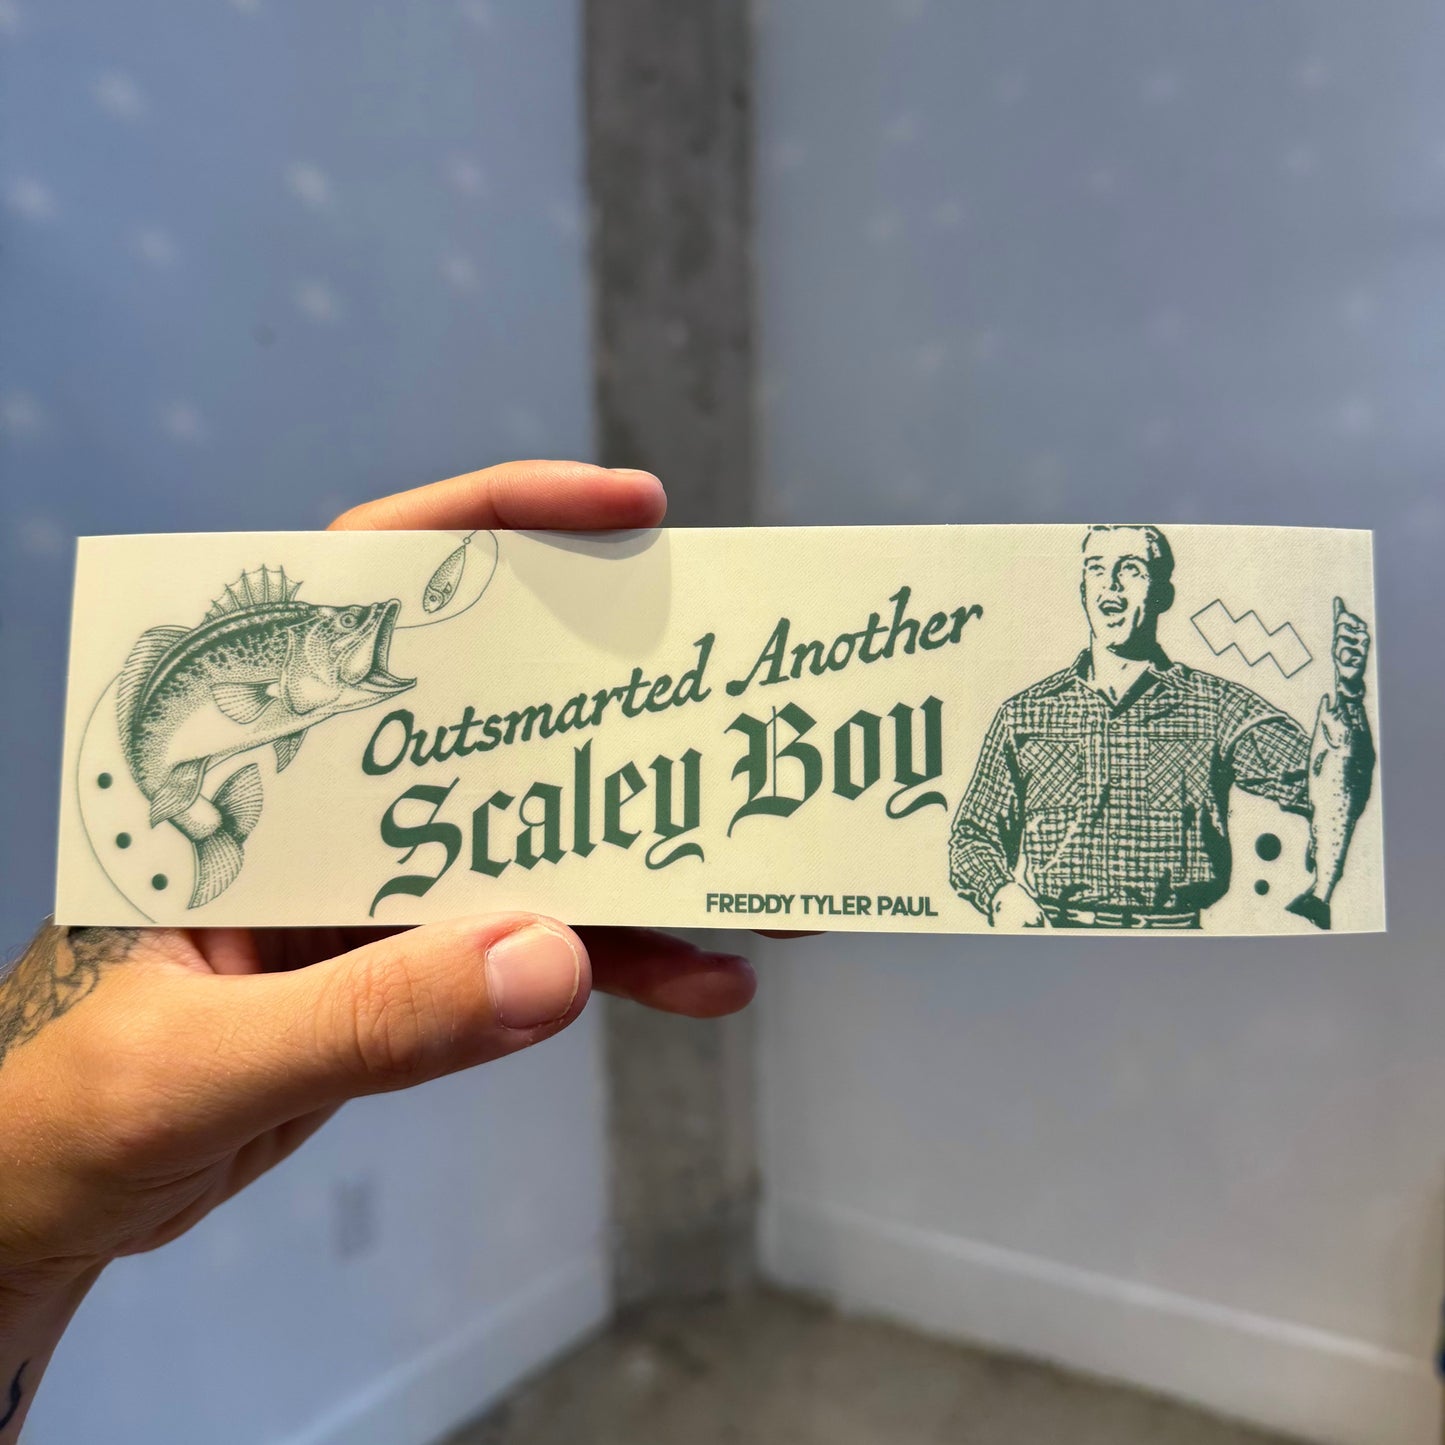 Outsmarted Another
Scaley Boy
FREDDY TYLER PAUL